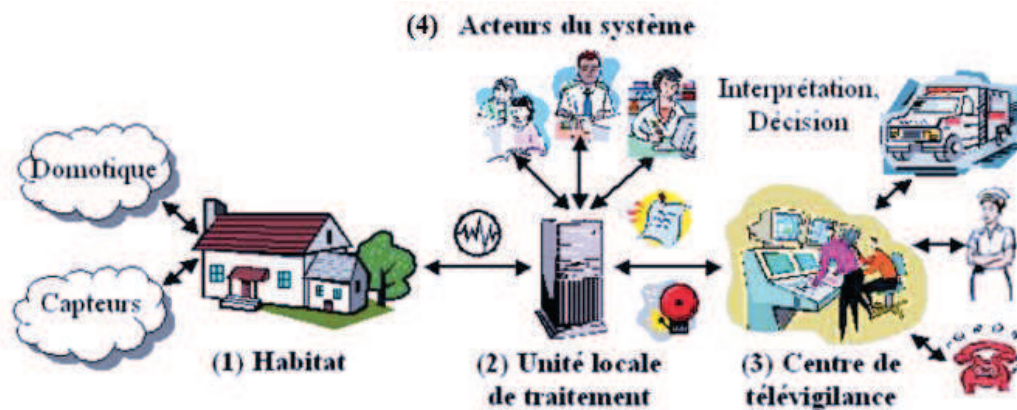 (4) Acteurs du système
Interprétation,
Décision
Domotique
Capteurs
(1) Habitat
(2) Unité locale
de traitement
(3) Centre de
télévigilance